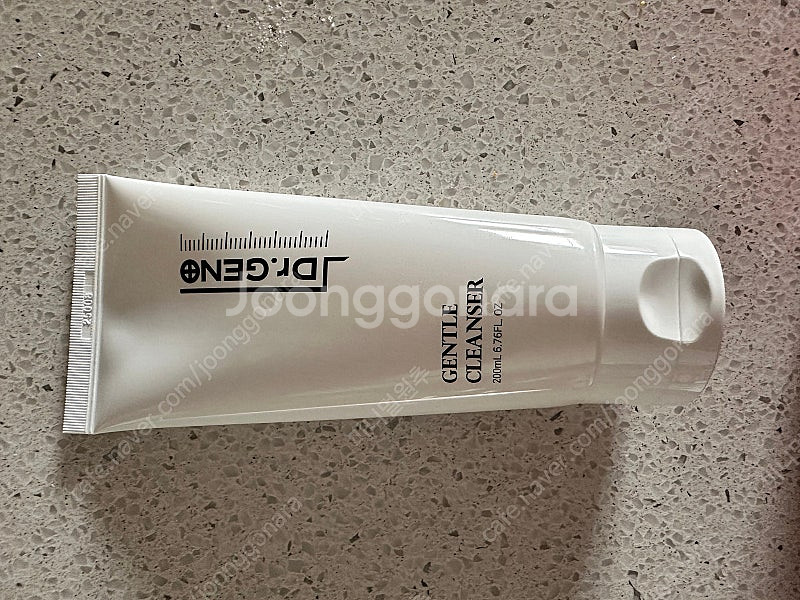 Dr.GENO
GENTLE
CLEANSER
200mL 6.76FL.OZ
Joonggonara
cafe.naver.com/joonggonara